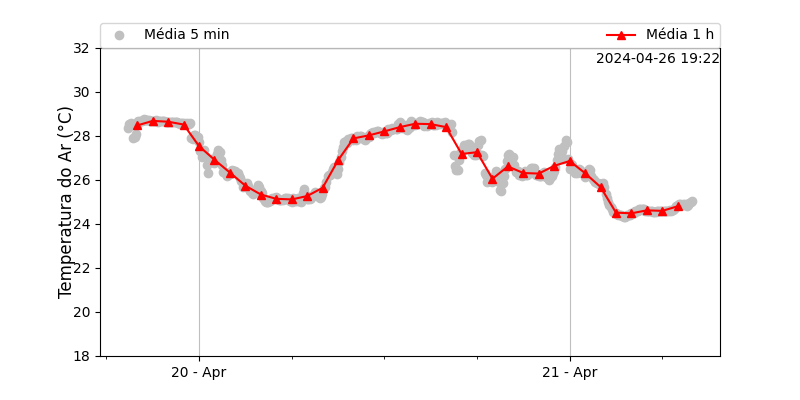 Média 5 min
Média 1 h
2024-04-26 19:22
Temperatura do Ar (°C)
32
30
28
26
24
22
20
18
20 - Apr
21 - Apr